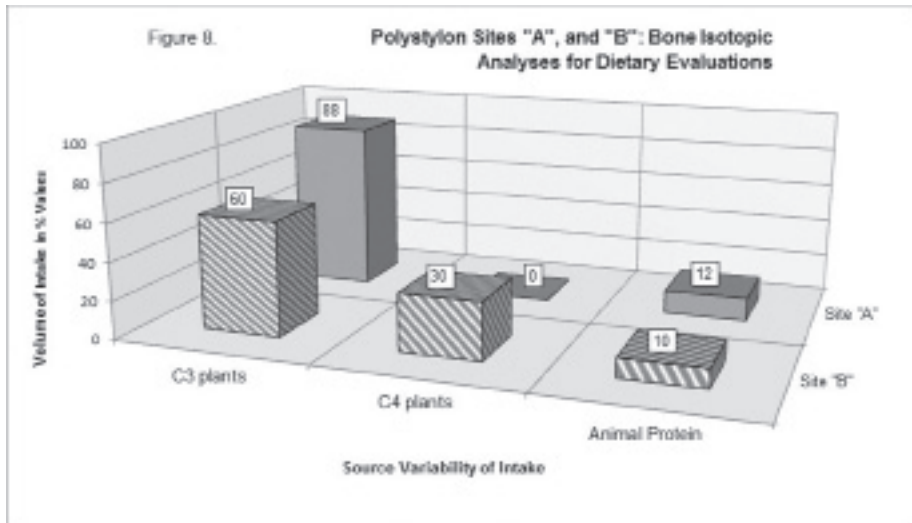 Figure 8.
Polystylon Sites "A", and "B": Bone Isotopic
Analyses for Dietary Evaluations
Volume of Intake in % Values
100
80
60
40
20
0
88
60
30
0
12
10
C3 plants
C4 plants
Animal Protein
Site "A"
Site "B"
Source Variability of Intake